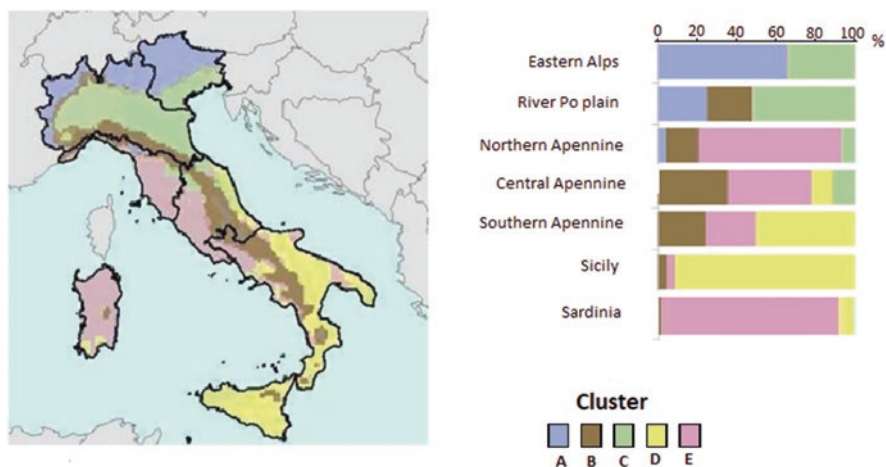 0 20 40 60 80 100
%
Eastern Alps
River Po plain
Northern Apennine
Central Apennine
Southern Apennine
Sicily
Sardinia
Cluster
A B C D E